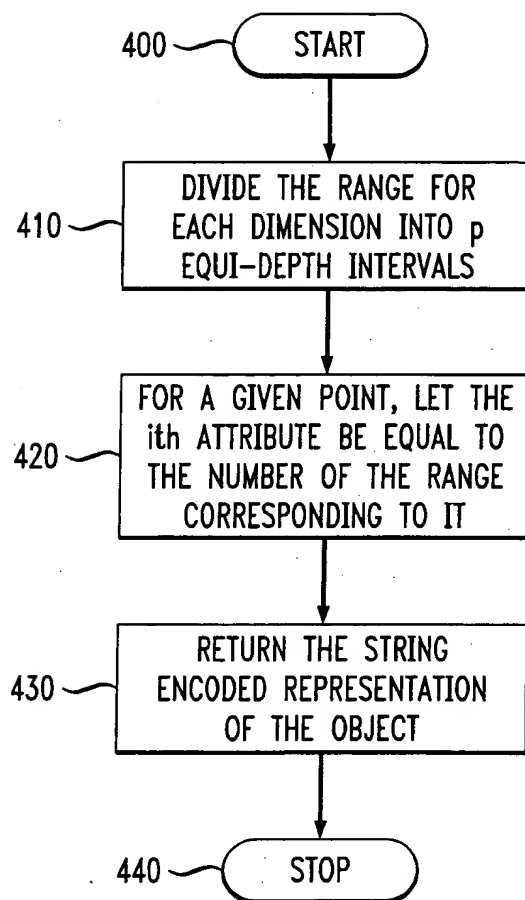 400
START
410
DIVIDE THE RANGE FOR
EACH DIMENSION INTO p
EQUI-DEPTH INTERVALS
420
FOR A GIVEN POINT, LET THE
ith ATTRIBUTE BE EQUAL TO
THE NUMBER OF THE RANGE
CORRESPONDING TO IT
430
RETURN THE STRING
ENCODED REPRESENTATION
OF THE OBJECT
440
STOP